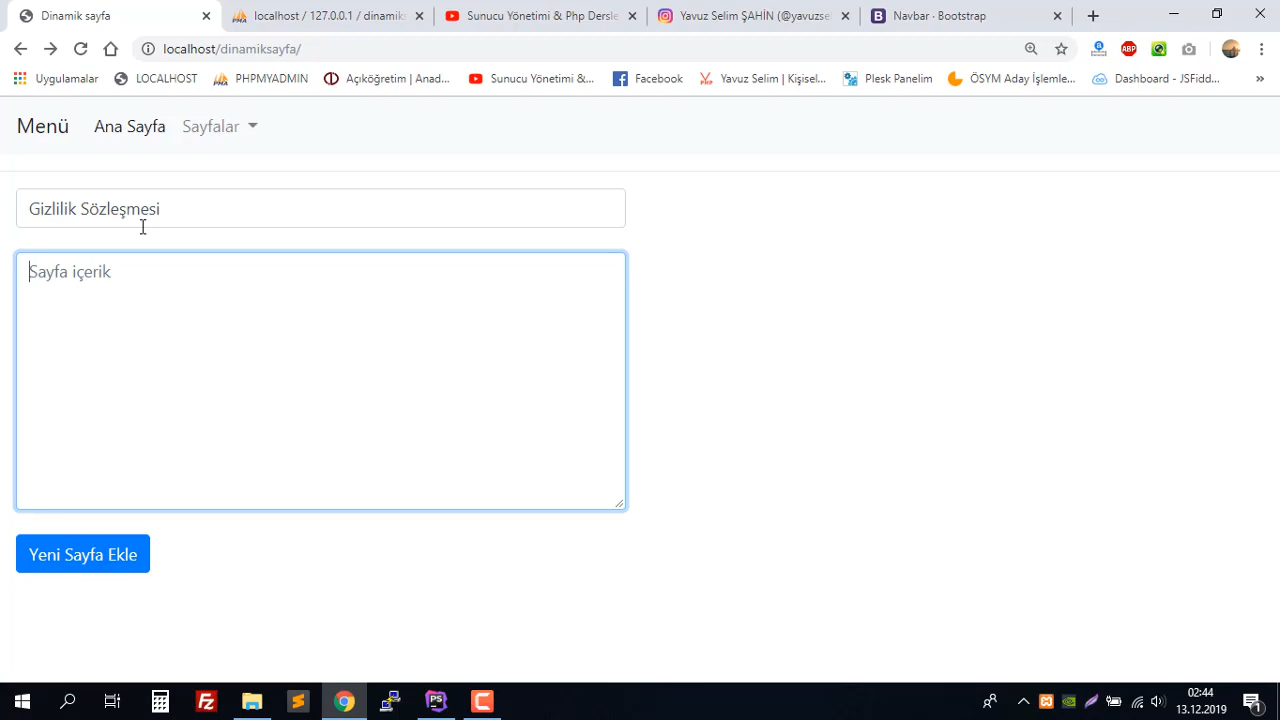 Dinamik sayfa
localhost / 127.0.0.1 / dinamiks
Sunucu Yönetimi & Php Dersle
Yavuz Selim ŞAHİN (@yavuzse
Navbar · Bootstrap
localhost/dinamiksayfa/
Uygulamalar
LOCALHOST
PHPMYADMIN
Açıköğretim | Anad...
Sunucu Yönetimi &...
Facebook
Yavuz Selim | Kişisel...
Plesk Panelim
ÖSYM Aday İşlemle...
Dashboard - JSFidd...
»
Menü
Ana Sayfa
Sayfalar
Gizlilik Sözleşmesi
Sayfa içerik
Yeni Sayfa Ekle
02:44
13.12.2019